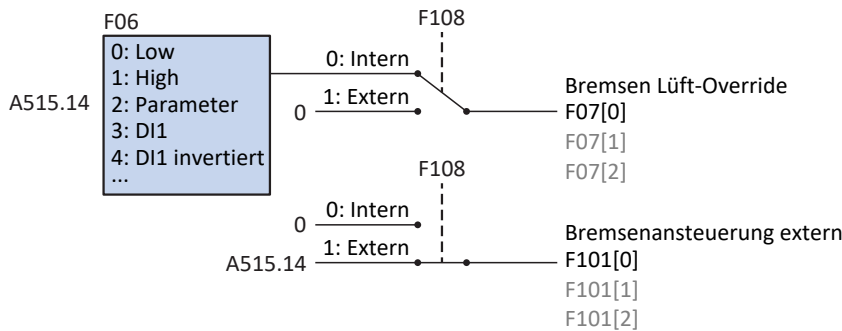 F06
F108
0: Low
1: High
2: Parameter
3: DI1
4: DI1 invertiert
...
A515.14
0: Intern
1: Extern
0
Bremsen Lüft-Override
F07[0]
F07[1]
F07[2]
F108
0: Intern
0
1: Extern
A515.14
Bremsenansteuerung extern
F101[0]
F101[1]
F101[2]